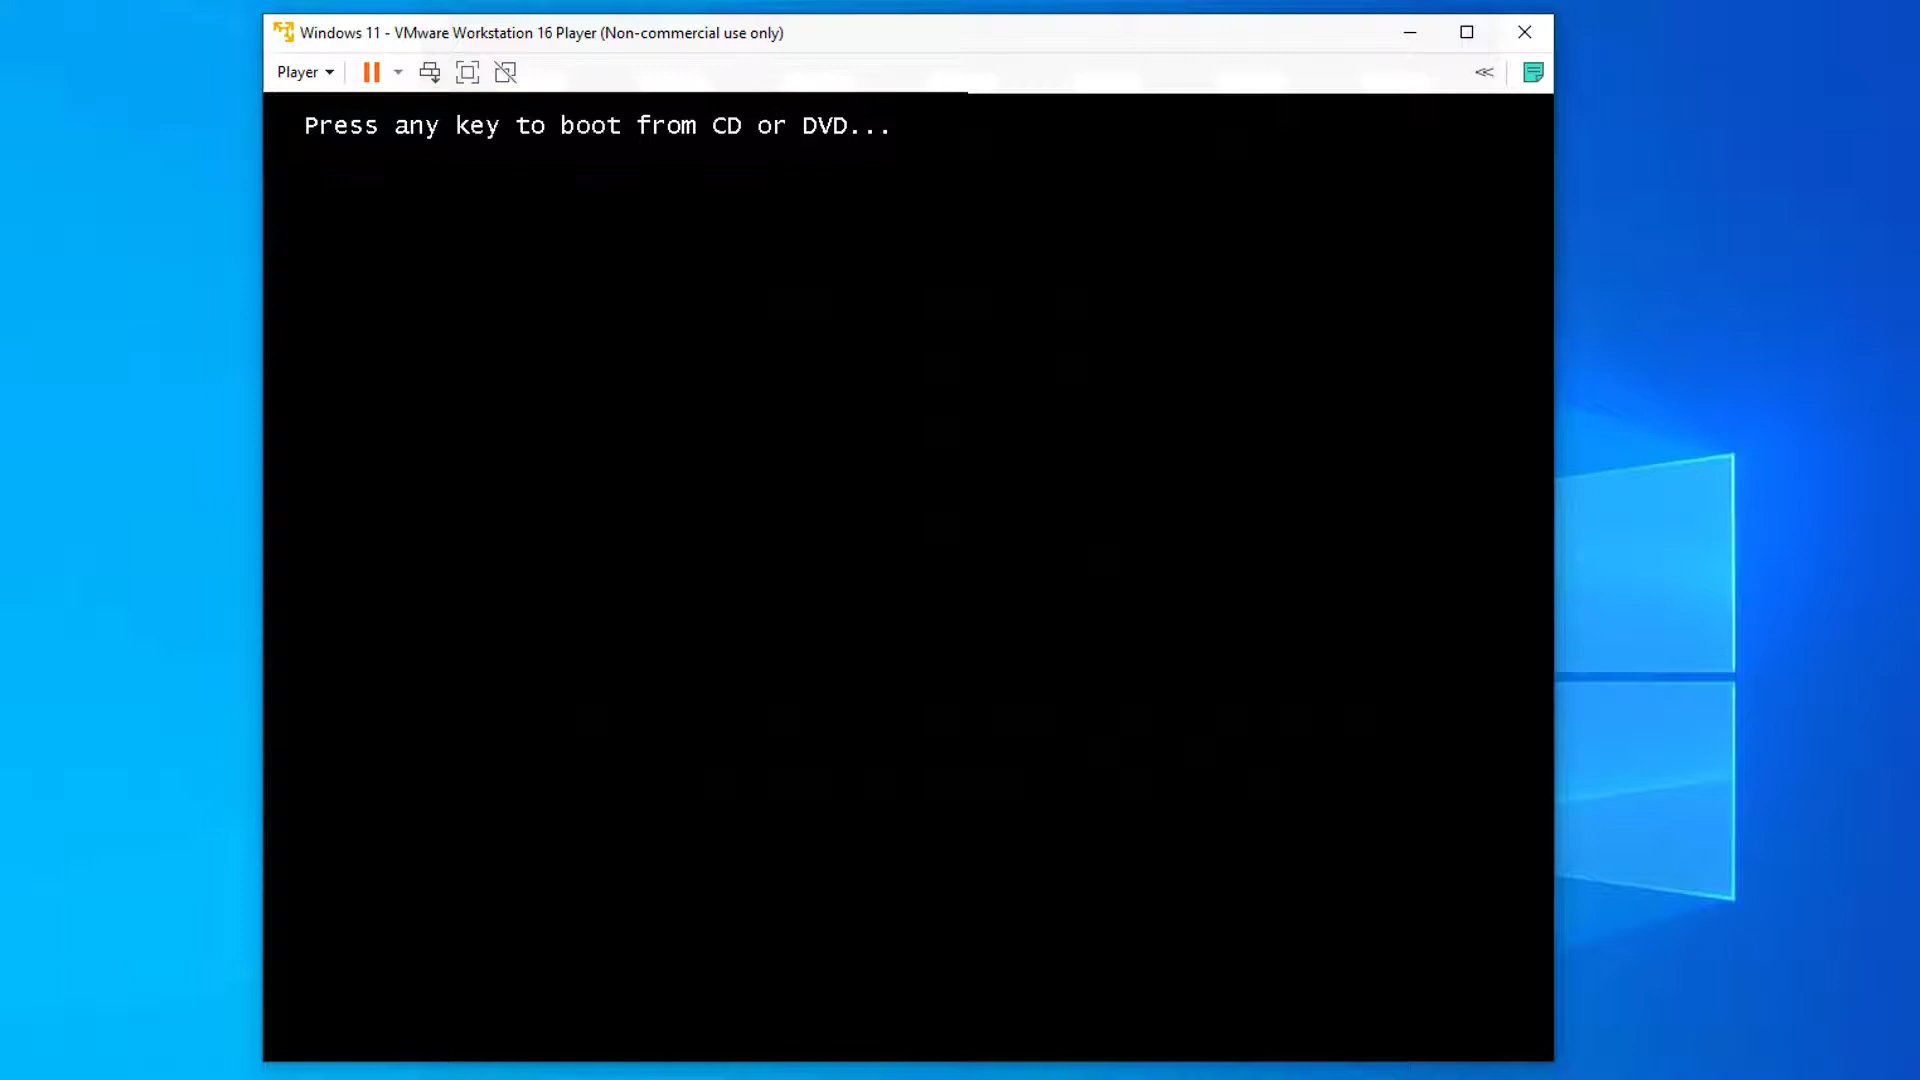 Windows 11 - VMware Workstation 16 Player (Non-commercial use only)
Player
Press any key to boot from CD or DVD...